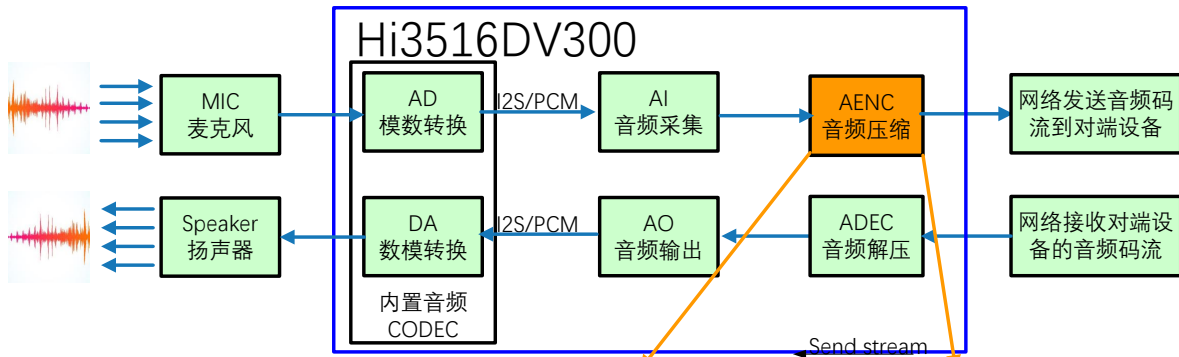 Hi3516DV300
MIC
麦克风
AD
模数转换
I2S/PCM
AI
音频采集
AENC
音频压缩
网络发送音频码
流到对端设备
Speaker
扬声器
DA
数模转换
I2S/PCM
AO
音频输出
ADEC
音频解压
网络接收对端设
备的音频码流
内置音频
CODEC
Send stream